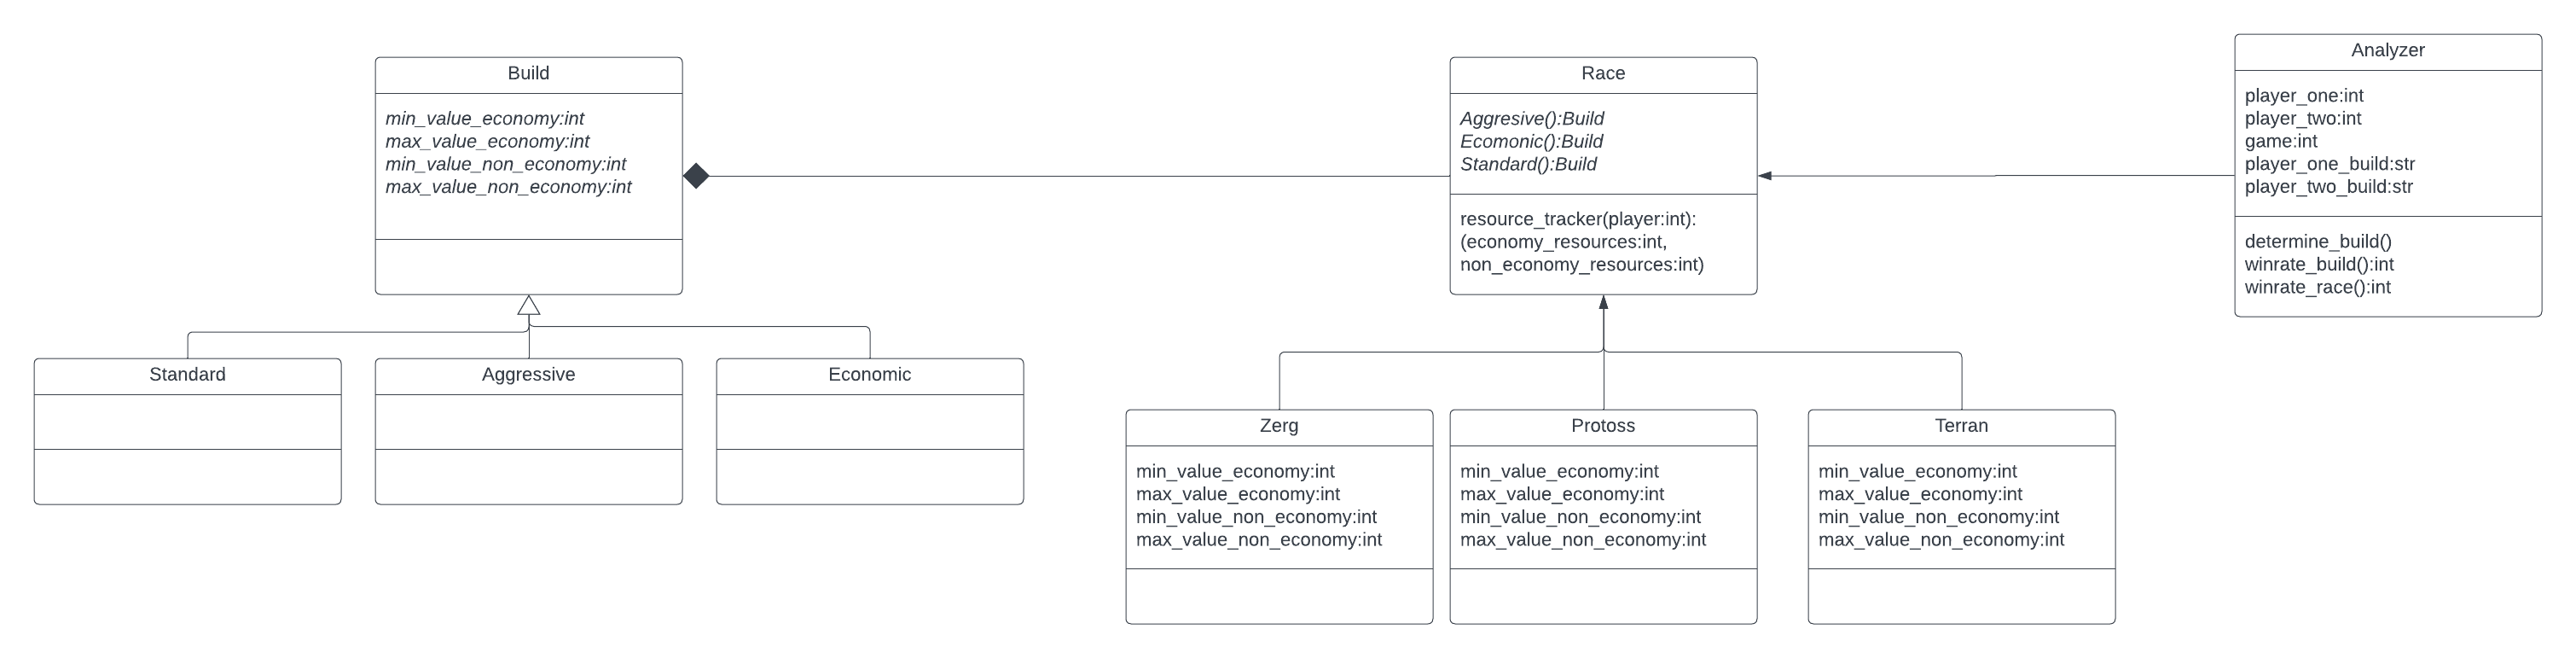 Build
min_value_economy:int
max_value_economy:int
min_value_non_economy:int
max_value_non_economy:int
Race
Aggresive():Build
Ecomonic():Build
Standard():Build
resource_tracker(player:int):
(economy_resources:int,
non_economy_resources:int)
Analyzer
player_one:int
player_two:int
game:int
player_one_build:str
player_two_build:str
determine_build()
winrate_build():int
winrate_race():int
Standard
Aggressive
Economic
Zerg
min_value_economy:int
max_value_economy:int
min_value_non_economy:int
max_value_non_economy:int
Protoss
min_value_economy:int
max_value_economy:int
min_value_non_economy:int
max_value_non_economy:int
Terran
min_value_economy:int
max_value_economy:int
min_value_non_economy:int
max_value_non_economy:int